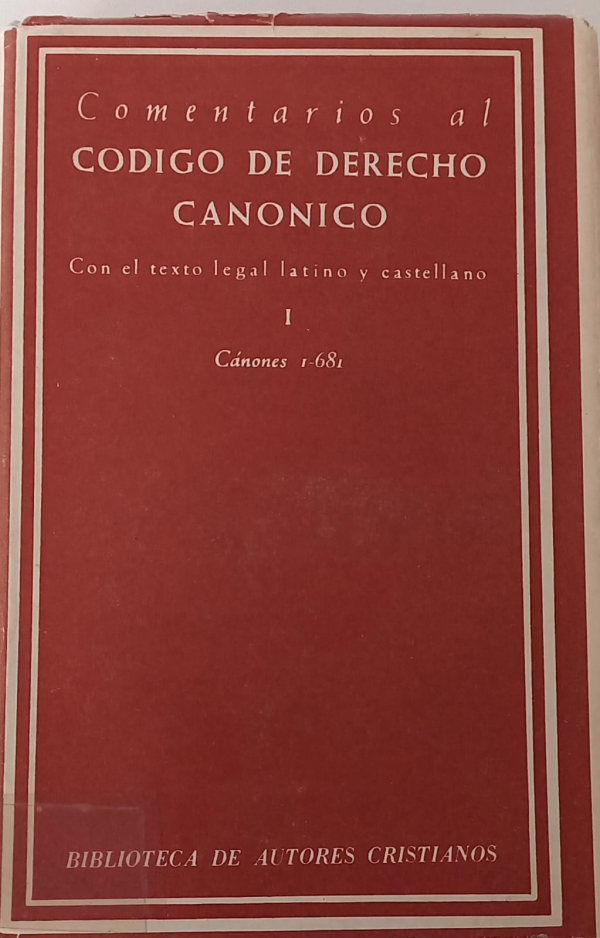 Comentarios al
CODIGO DE DERECHO
CANONICO
Con el texto legal latino y castellano
I
Cánones 1-681
BIBLIOTECA DE AUTORES CRISTIANOS